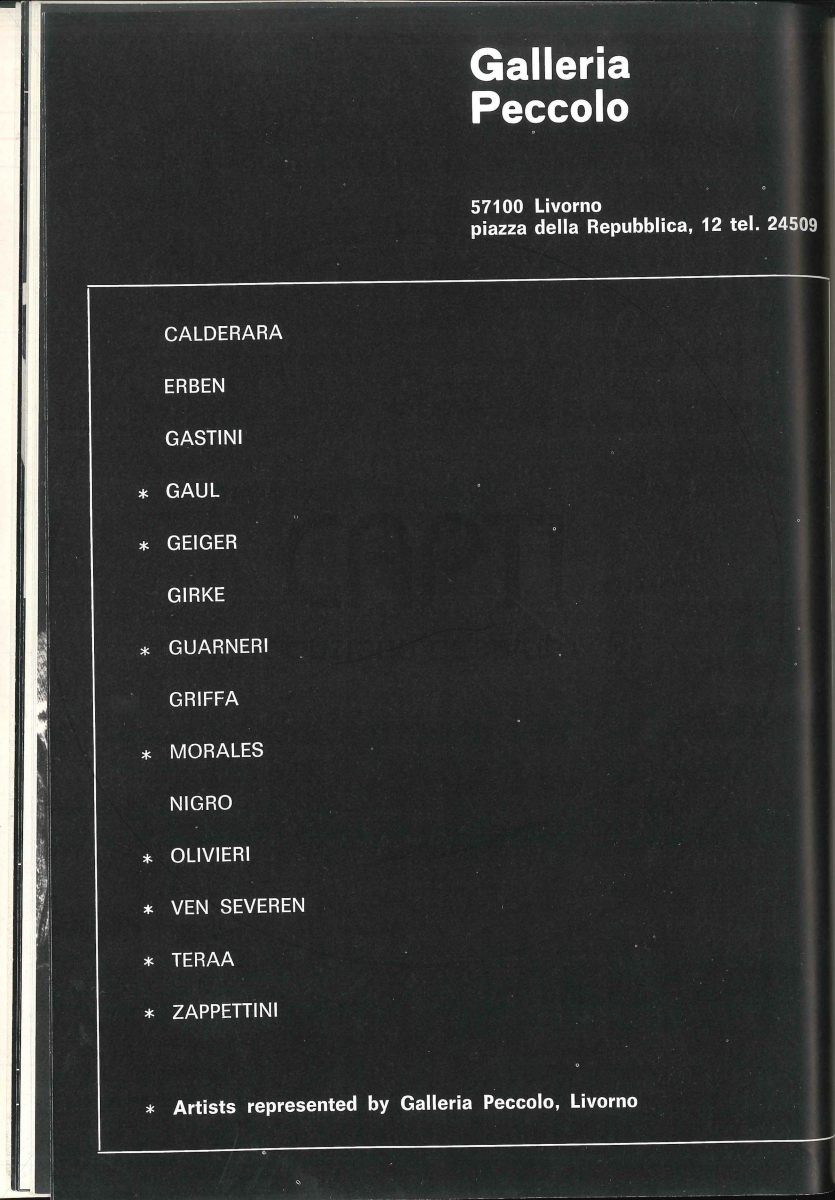 Galleria
Peccolo
57100 Livorno
piazza della Repubblica, 12 tel. 24509
CALDERARA
ERBEN
GASTINI
* GAUL
* GEIGER
GIRKE
* GUARNERI
GRIFFA
* MORALES
NIGRO
* OLIVIERI
* VEN SEVEREN
* TERAA
* ZAPPETTINI
* Artists represented by Galleria Peccolo, Livorno
CAPTI